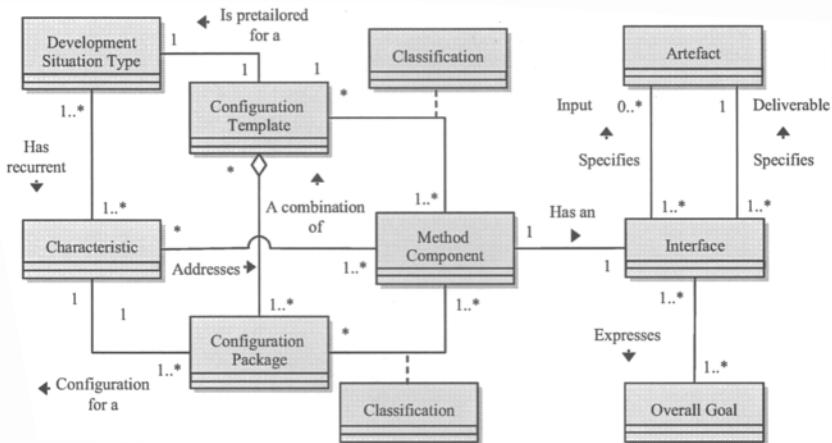 Is pretailored
for a
Development
Situation Type
1
1
1
Classification
Artefact
1..*
Configuration
Template
*
Input
0..*
1
Deliverable
Has
recurrent
*
Specifies
Specifies
1..*
A combination
of
1..*
Has an
1..*
1..*
Characteristic
*
Method
Component
1
1
Interface
Addresses
1..*
1
1
1..*
*
1..*
1..*
1..*
Configuration
Package
Expresses
Configuration
for a
Classification
1..*
Overall Goal